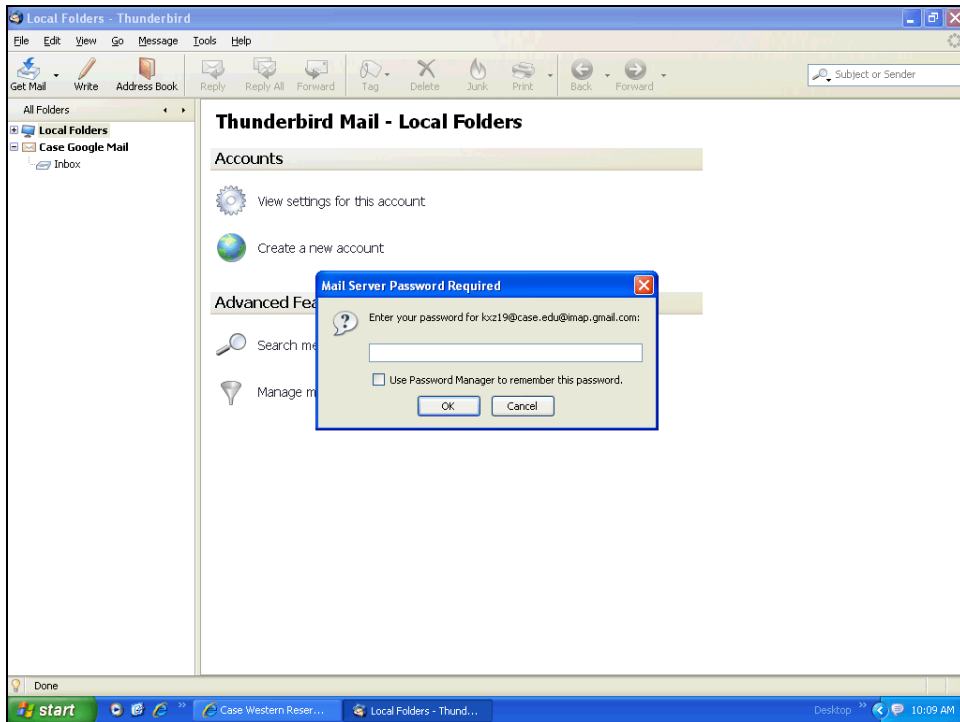 Local Folders - Thunderbird
File Edit View Go Message Tools Help
Get Mail Write Address Book Reply Reply All Forward Tag Delete Junk Print Back Forward
Subject or Sender
All Folders
Local Folders
Case Google Mail
Inbox
Thunderbird Mail - Local Folders
Accounts
View settings for this account
Create a new account
Advanced Fea
Search me
Manage m
Mail Server Password Required
Enter your password for kxz19@case.edu@imap.gmail.com:
Use Password Manager to remember this password.
OK Cancel
Done
start Case Western Reser... Local Folders - Thund... Desktop 10:09 AM